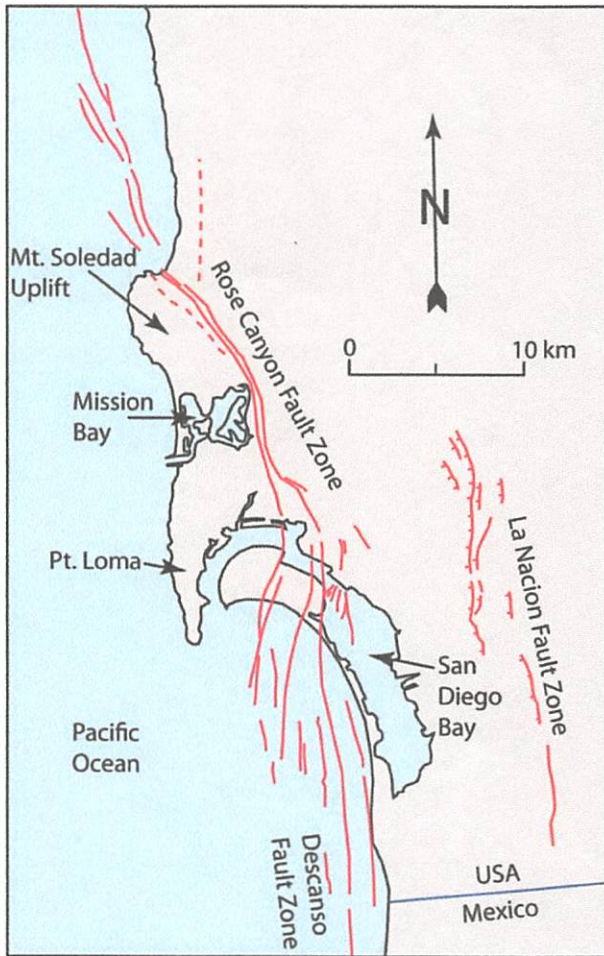 N
Mt. Soledad
Uplift
Rose Canyon Fault Zone
0 10 km
Mission
Bay
La Nacion Fault Zone
Pt. Loma
San
Diego
Bay
Pacific
Ocean
Descanso
Fault Zone
USA
Mexico